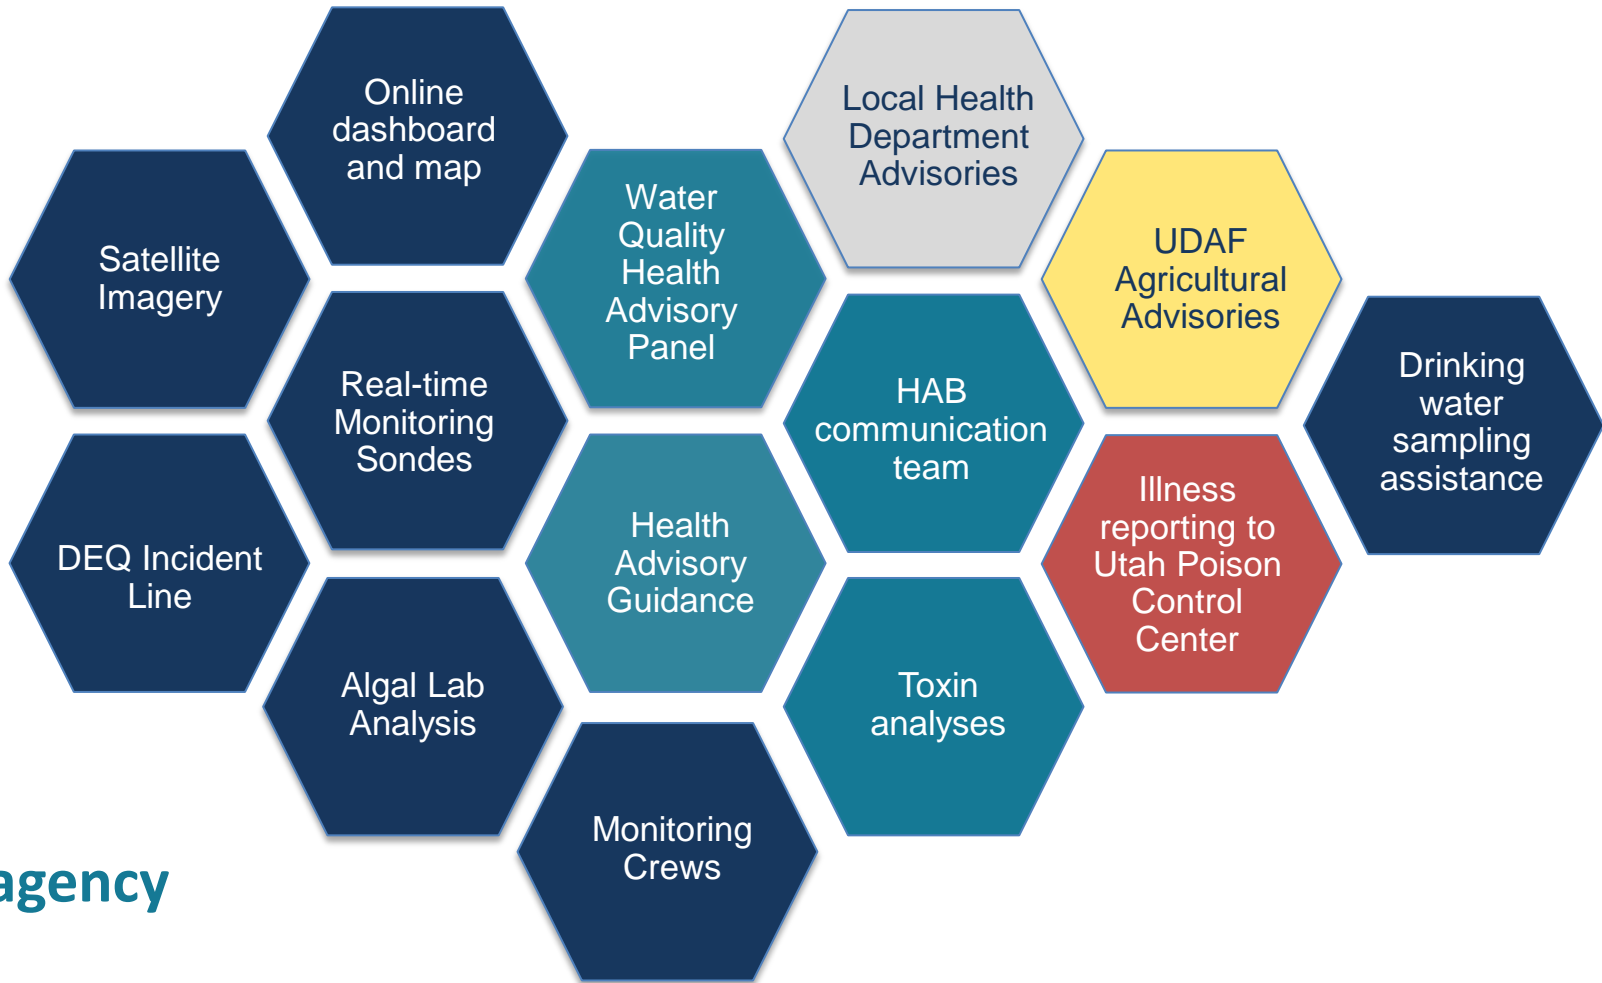 Online
dashboard
and map
Local Health
Department
Advisories
Satellite
Imagery
Water
Quality
Health
Advisory
Panel
UDAF
Agricultural
Advisories
Real-time
Monitoring
Sondes
HAB
communication
team
Drinking
water
sampling
assistance
DEQ Incident
Line
Health
Advisory
Guidance
Illness
reporting to
Utah Poison
Control
Center
Algal Lab
Analysis
Toxin
analyses
Monitoring
Crews
agency